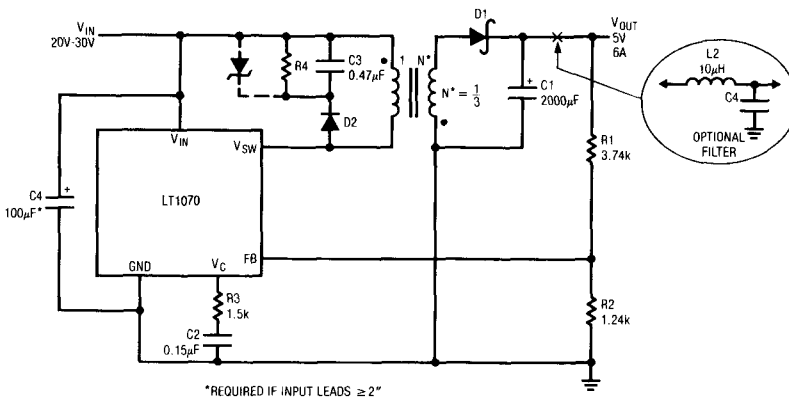 V_IN
20V-30V
R4
C3
0.47µF
D2
1
N*
N* = 1/3
D1
+
C1
2000µF
V_OUT
5V
6A
L2
10µH
C4
OPTIONAL
FILTER
V_IN
V_SW
LT1070
+
C4
100µF*
GND
V_C
FB
R3
1.5k
C2
0.15µF
R1
3.74k
R2
1.24k
*REQUIRED IF INPUT LEADS ≥ 2"